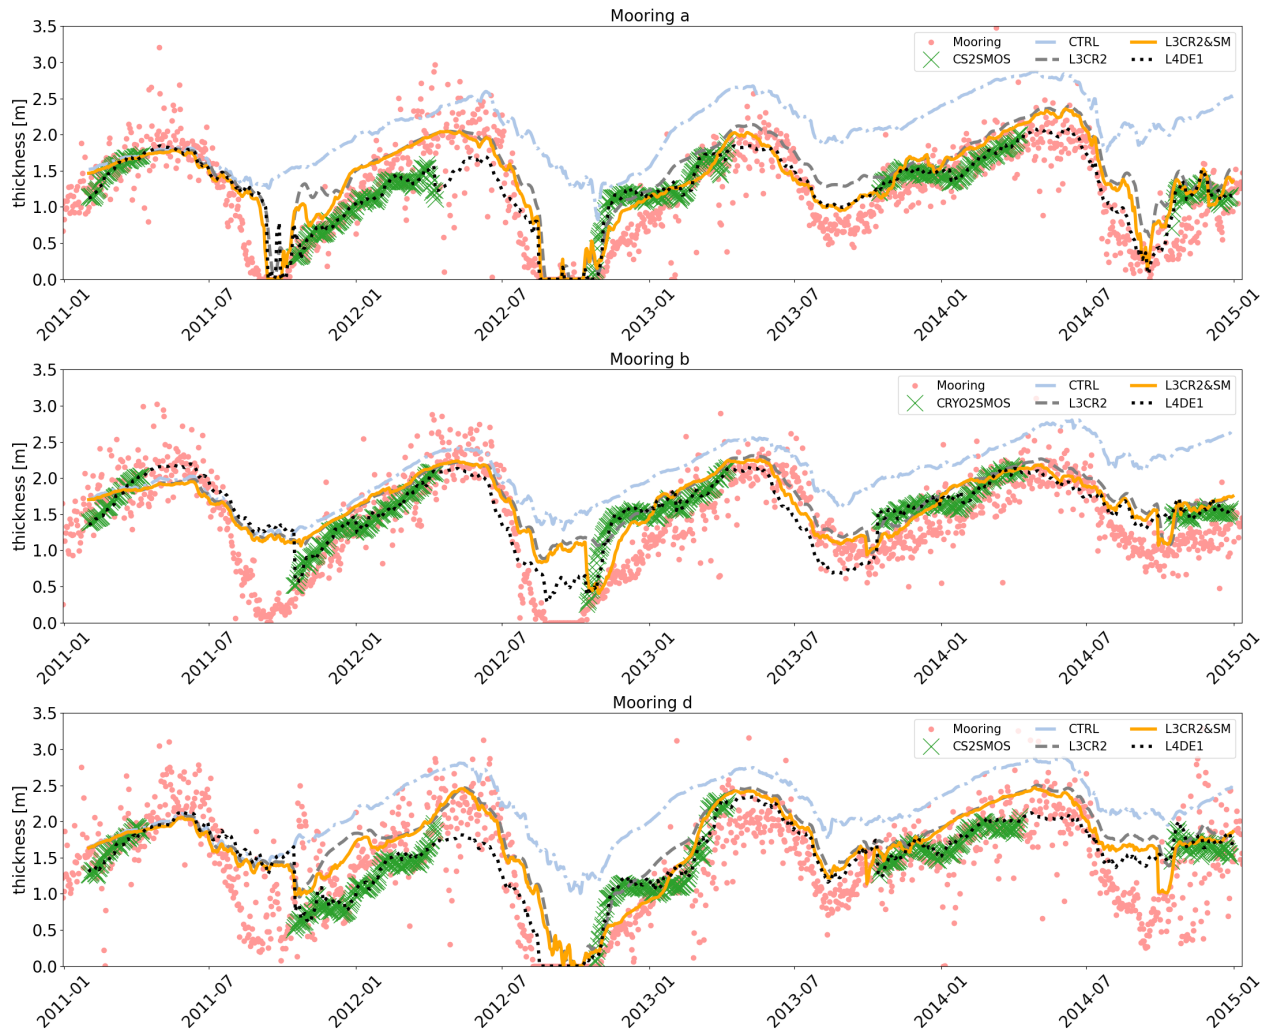 Mooring a
thickness [m]
3.5
3.0
2.5
2.0
1.5
1.0
0.5
0.0
Mooring CTRL L3CR2&SM
CS2SMOS L3CR2 L4DE1
2011-01 2011-07 2012-01 2012-07 2013-01 2013-07 2014-01 2014-07 2015-01
Mooring b
thickness [m]
3.5
3.0
2.5
2.0
1.5
1.0
0.5
0.0
Mooring CTRL L3CR2&SM
CRYO2SMOS L3CR2 L4DE1
2011-01 2011-07 2012-01 2012-07 2013-01 2013-07 2014-01 2014-07 2015-01
Mooring d
thickness [m]
3.5
3.0
2.5
2.0
1.5
1.0
0.5
0.0
Mooring CTRL L3CR2&SM
CS2SMOS L3CR2 L4DE1
2011-01 2011-07 2012-01 2012-07 2013-01 2013-07 2014-01 2014-07 2015-01